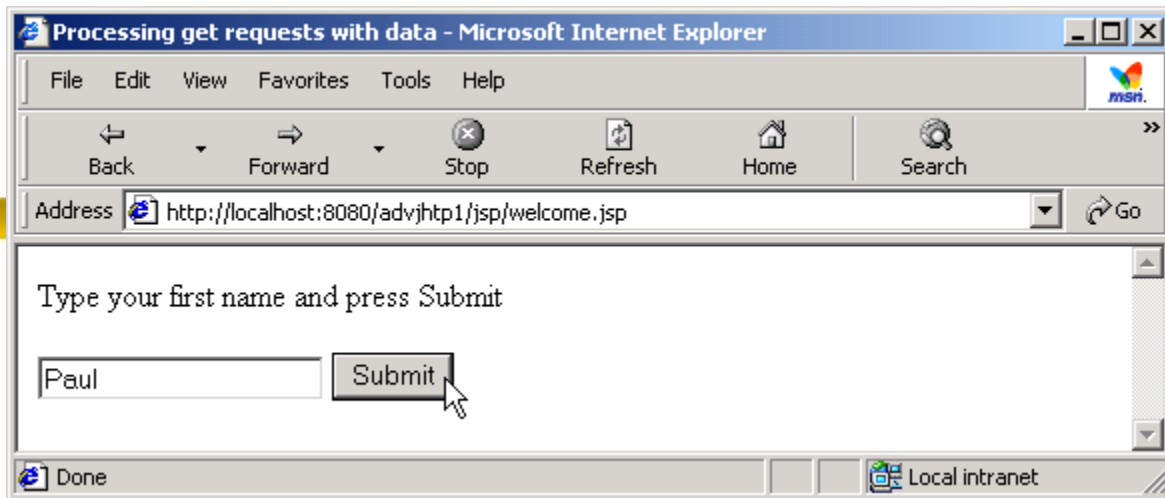 Processing get requests with data - Microsoft Internet Explorer
File Edit View Favorites Tools Help
msn.
Back Forward Stop Refresh Home Search »
Address http://localhost:8080/advjhtp1/jsp/welcome.jsp Go
Type your first name and press Submit
Paul Submit
Done Local intranet